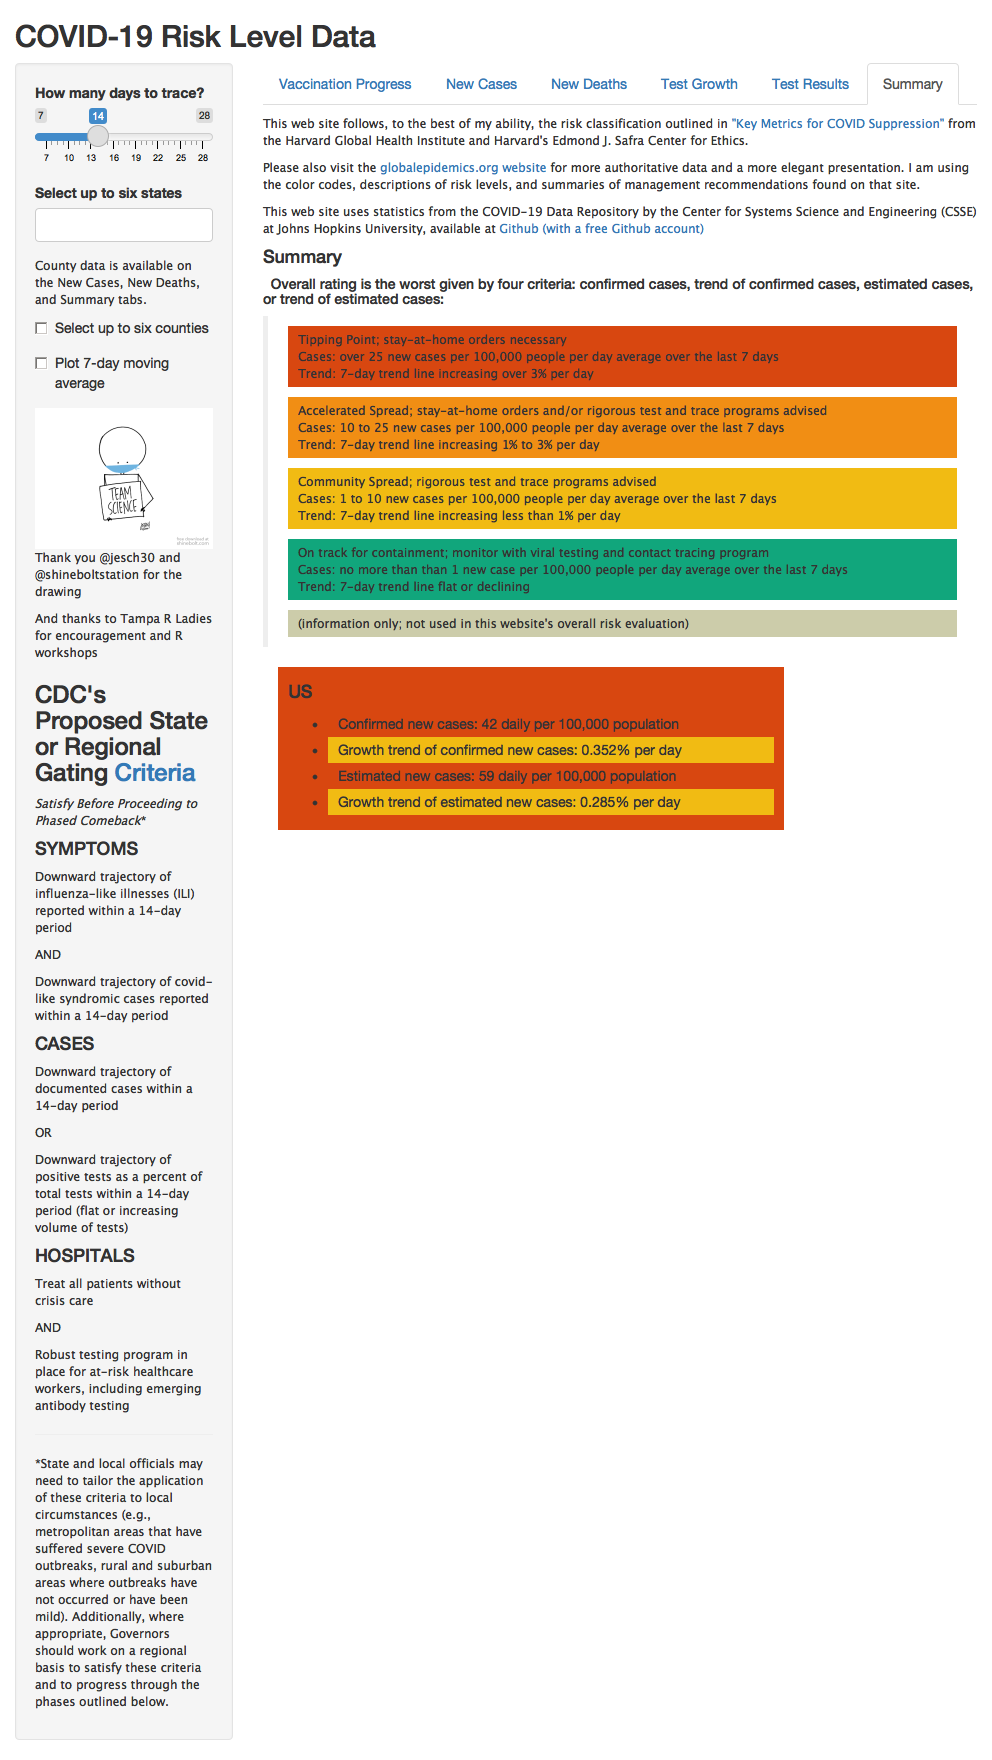 COVID-19 Risk Level Data
How many days to trace?
7
14
28
7 10 13 16 19 22 25 28
Select up to six states
County data is available on
the New Cases, New Deaths,
and Summary tabs.
Select up to six counties
Plot 7-day moving
average
TEAM
SCIENCE
Thank you @jesch30 and
@shineboltstation for the
drawing
And thanks to Tampa R Ladies
for encouragement and R
workshops
CDC's
Proposed State
or Regional
Gating Criteria
Satisfy Before Proceeding to
Phased Comeback*
SYMPTOMS
Downward trajectory of
influenza-like illnesses (ILI)
reported within a 14-day
period
AND
Downward trajectory of covid-
like syndromic cases reported
within a 14-day period
CASES
Downward trajectory of
documented cases within a
14-day period
OR
Downward trajectory of
positive tests as a percent of
total tests within a 14-day
period (flat or increasing
volume of tests)
HOSPITALS
Treat all patients without
crisis care
AND
Robust testing program in
place for at-risk healthcare
workers, including emerging
antibody testing
*State and local officials may
need to tailor the application
of these criteria to local
circumstances (e.g.,
metropolitan areas that have
suffered severe COVID
outbreaks, rural and suburban
areas where outbreaks have
not occurred or have been
mild). Additionally, where
appropriate, Governors
should work on a regional
basis to satisfy these criteria
and to progress through the
phases outlined below.
Vaccination Progress New Cases New Deaths Test Growth Test Results Summary
This web site follows, to the best of my ability, the risk classification outlined in "Key Metrics for COVID Suppression" from
the Harvard Global Health Institute and Harvard's Edmond J. Safra Center for Ethics.
Please also visit the globalepidemics.org website for more authoritative data and a more elegant presentation. I am using
the color codes, descriptions of risk levels, and summaries of management recommendations found on that site.
This web site uses statistics from the COVID-19 Data Repository by the Center for Systems Science and Engineering (CSSE)
at Johns Hopkins University, available at Github (with a free Github account)
Summary
Overall rating is the worst given by four criteria: confirmed cases, trend of confirmed cases, estimated cases,
or trend of estimated cases:
Tipping Point; stay-at-home orders necessary
Cases: over 25 new cases per 100,000 people per day average over the last 7 days
Trend: 7-day trend line increasing over 3% per day
Accelerated Spread; stay-at-home orders and/or rigorous test and trace programs advised
Cases: 10 to 25 new cases per 100,000 people per day average over the last 7 days
Trend: 7-day trend line increasing 1% to 3% per day
Community Spread; rigorous test and trace programs advised
Cases: 1 to 10 new cases per 100,000 people per day average over the last 7 days
Trend: 7-day trend line increasing less than 1% per day
On track for containment; monitor with viral testing and contact tracing program
Cases: no more than than 1 new case per 100,000 people per day average over the last 7 days
Trend: 7-day trend line flat or declining
(information only; not used in this website's overall risk evaluation)
US
Confirmed new cases: 42 daily per 100,000 population
Growth trend of confirmed new cases: 0.352% per day
Estimated new cases: 59 daily per 100,000 population
Growth trend of estimated new cases: 0.285% per day